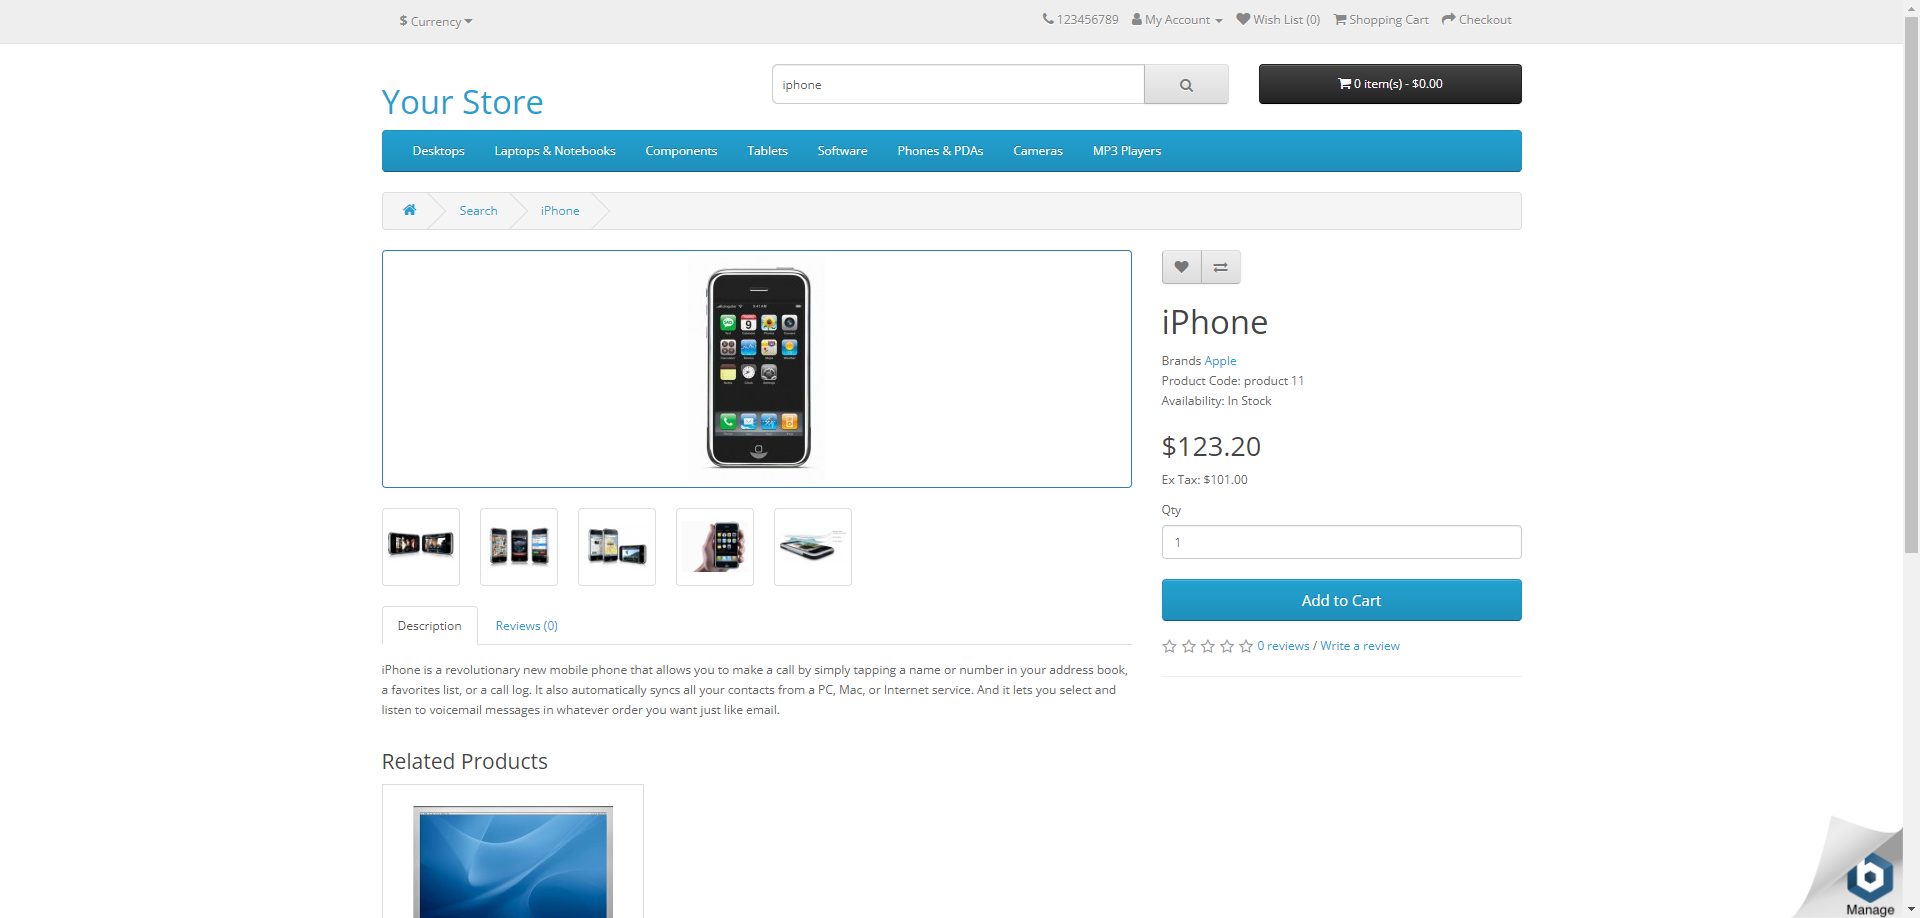 $ Currency
123456789 My Account Wish List (0) Shopping Cart Checkout
Your Store
iphone
0 item(s) - $0.00
Desktops Laptops & Notebooks Components Tablets Software Phones & PDAs Cameras MP3 Players
Search iPhone
iPhone
Brands Apple
Product Code: product 11
Availability: In Stock
$123.20
Ex Tax: $101.00
Qty
1
Add to Cart
0 reviews / Write a review
Description Reviews (0)
iPhone is a revolutionary new mobile phone that allows you to make a call by simply tapping a name or number in your address book,
a favorites list, or a call log. It also automatically syncs all your contacts from a PC, Mac, or Internet service. And it lets you select and
listen to voicemail messages in whatever order you want just like email.
Related Products
Manage